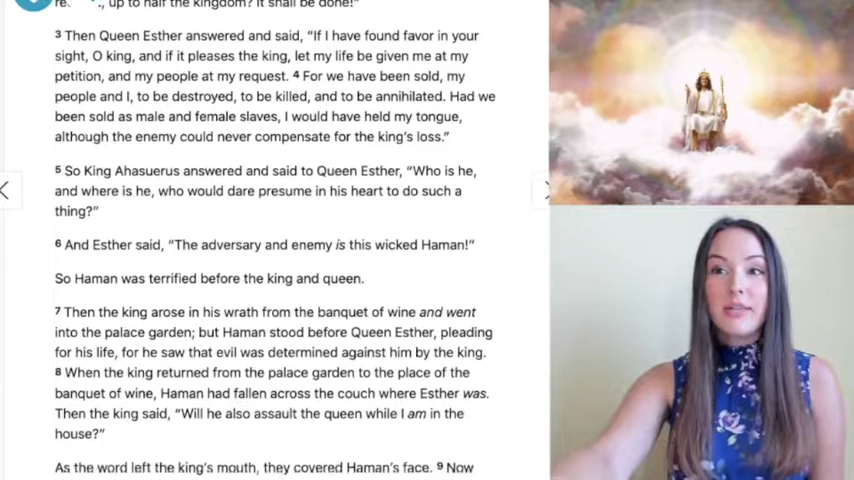 , up to half the kingdom? It shall be done!”
3 Then Queen Esther answered and said, “If I have found favor in your
sight, O king, and if it pleases the king, let my life be given me at my
petition, and my people at my request. 4 For we have been sold, my
people and I, to be destroyed, to be killed, and to be annihilated. Had we
been sold as male and female slaves, I would have held my tongue,
although the enemy could never compensate for the king’s loss.”
5 So King Ahasuerus answered and said to Queen Esther, “Who is he,
and where is he, who would dare presume in his heart to do such a
thing?”
6 And Esther said, “The adversary and enemy is this wicked Haman!”
So Haman was terrified before the king and queen.
7 Then the king arose in his wrath from the banquet of wine and went
into the palace garden; but Haman stood before Queen Esther, pleading
for his life, for he saw that evil was determined against him by the king.
8 When the king returned from the palace garden to the place of the
banquet of wine, Haman had fallen across the couch where Esther was.
Then the king said, “Will he also assault the queen while I am in the
house?”
As the word left the king’s mouth, they covered Haman’s face. 9 Now